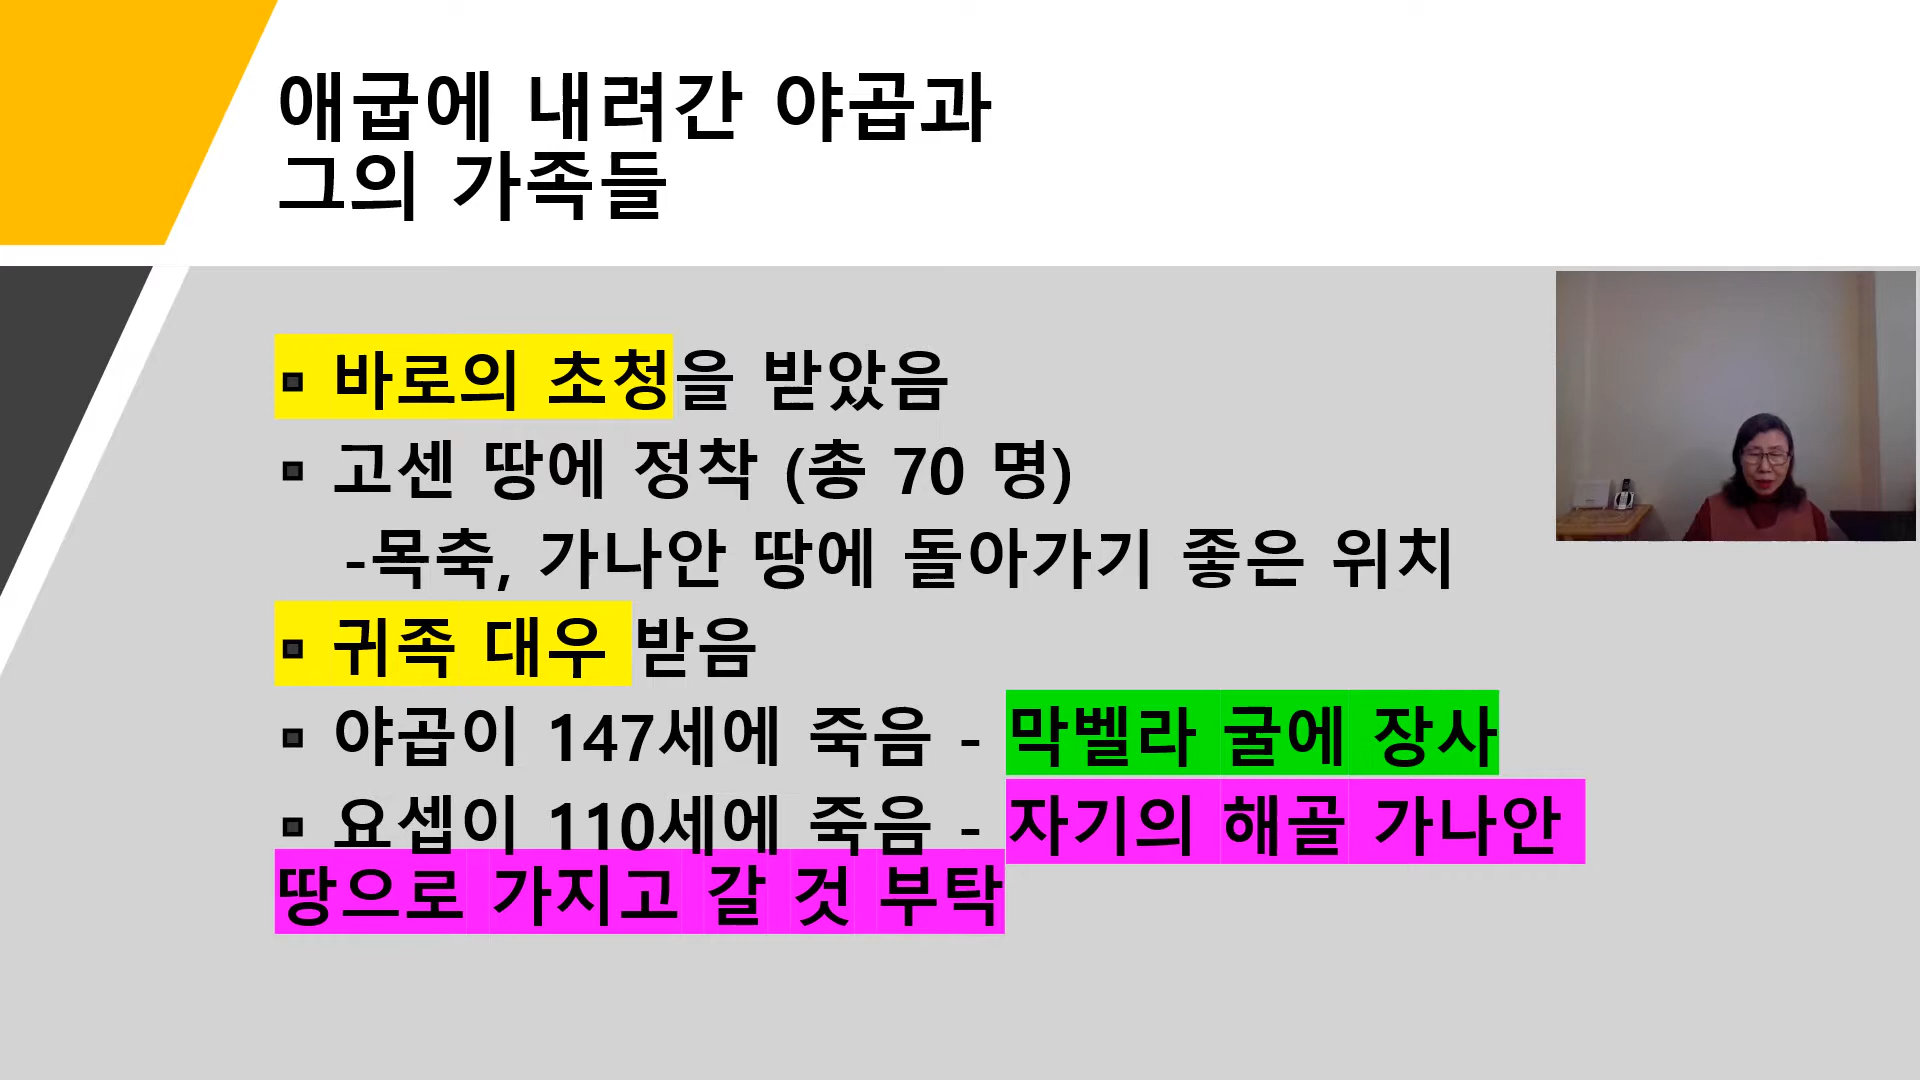 애굽에 내려간 야곱과
그의 가족들
▪ 바로의 초청을 받았음
▪ 고센 땅에 정착 (총 70 명)
-목축, 가나안 땅에 돌아가기 좋은 위치
▪ 귀족 대우 받음
▪ 야곱이 147세에 죽음 - 막벨라 굴에 장사
▪ 요셉이 110세에 죽음 - 자기의 해골 가나안
땅으로 가지고 갈 것 부탁